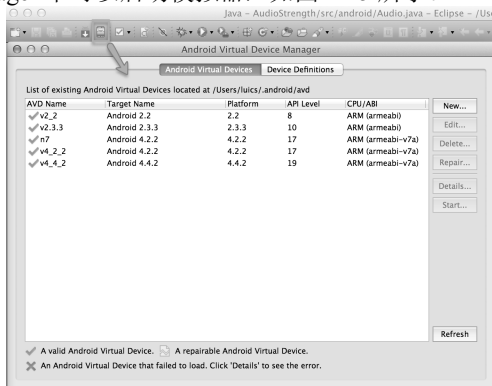 Java – AudioStrength/src/android/Audio.java – Eclipse – /Use
Android Virtual Device Manager
Android Virtual Devices Device Definitions
List of existing Android Virtual Devices located at /Users/luics/.android/avd
AVD Name Target Name Platform API Level CPU/ABI
v2_2 Android 2.2 2.2 8 ARM (armeabi)
v2.3.3 Android 2.3.3 2.3.3 10 ARM (armeabi)
n7 Android 4.2.2 4.2.2 17 ARM (armeabi-v7a)
v4_2_2 Android 4.2.2 4.2.2 17 ARM (armeabi-v7a)
v4_4_2 Android 4.4.2 4.4.2 19 ARM (armeabi-v7a)
New...
Edit...
Delete...
Repair...
Details...
Start...
Refresh
A valid Android Virtual Device. A repairable Android Virtual Device.
An Android Virtual Device that failed to load. Click 'Details' to see the error.